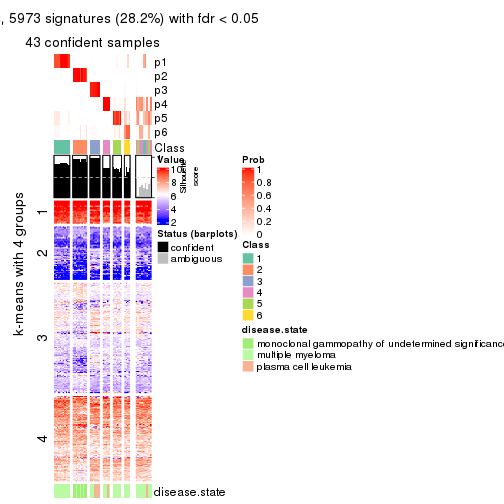 , 5973 signatures (28.2%) with fdr < 0.05
43 confident samples
p1
p2
p3
p4
p5
p6
Class
Silhouette
score
1
2
3
4
k-means with 4 groups
disease.state
Value
10
8
6
4
2
Status (barplots)
confident
ambiguous
Prob
1
0.8
0.6
0.4
0.2
0
Class
1
2
3
4
5
6
disease.state
monoclonal gammopathy of undetermined significance
multiple myeloma
plasma cell leukemia